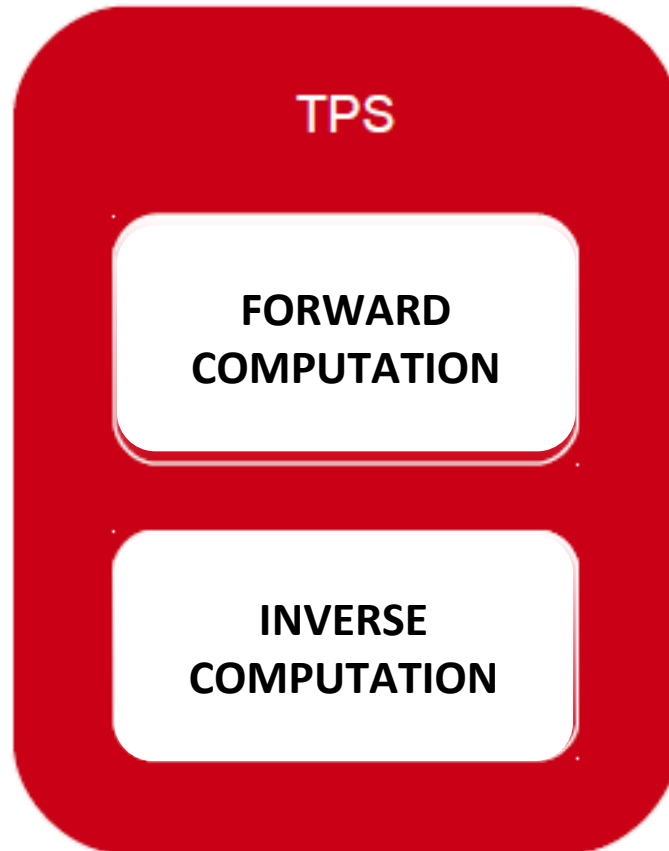 TPS
FORWARD
COMPUTATION
INVERSE
COMPUTATION